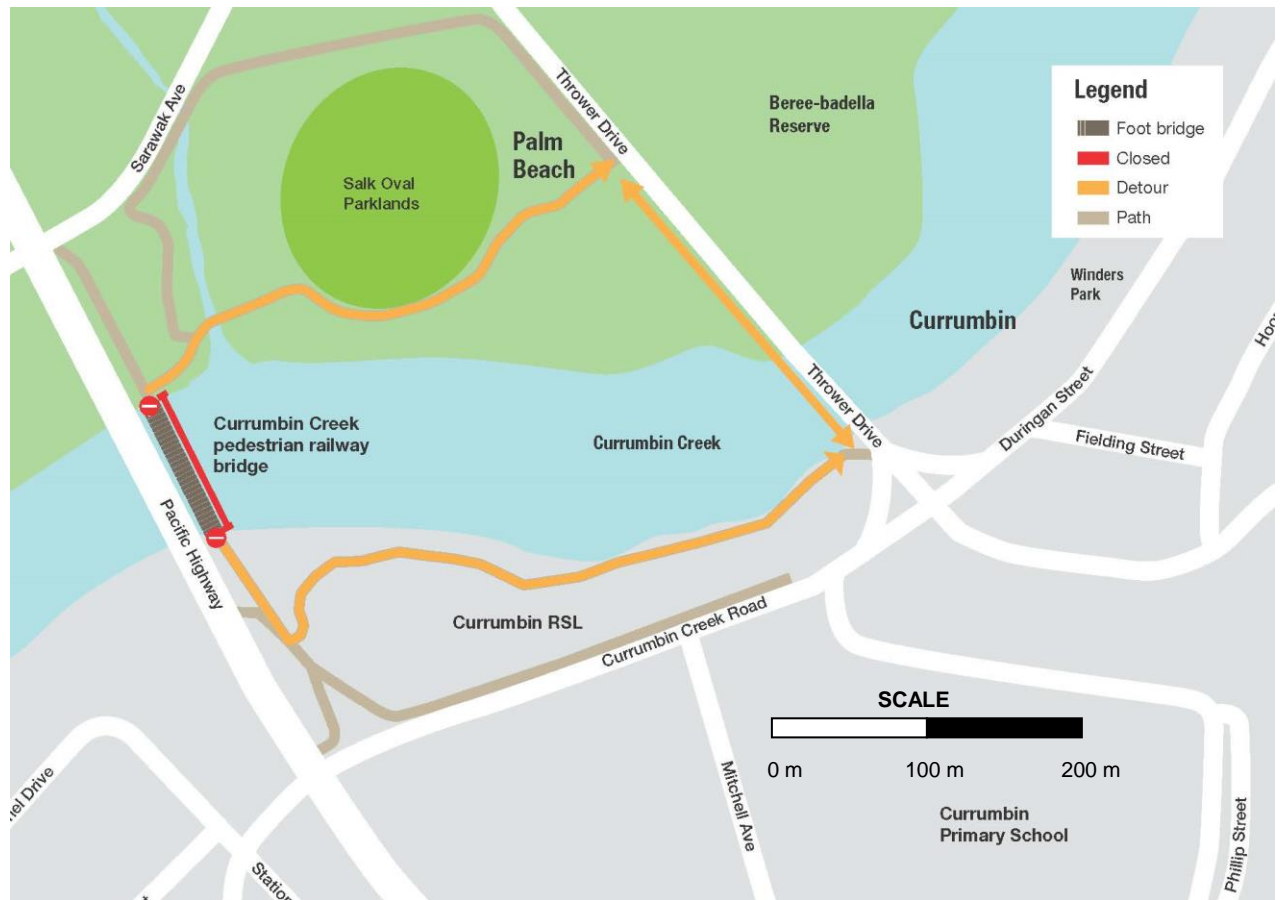 Sarawak Ave
Thrower Drive
Beree-badella
Reserve
Legend
Foot bridge
Closed
Detour
Path
Palm
Beach
Salk Oval
Parklands
Winders
Park
Currumbin
Thrower Drive
Duringan Street
Fielding Street
Currumbin Creek
pedestrian railway
bridge
Currumbin Creek
Pacific Highway
Currumbin RSL
Currumbin Creek Road
SCALE
0 m
100 m
200 m
Mitchell Ave
Currumbin
Primary School
Phillip Street
Drive
Station